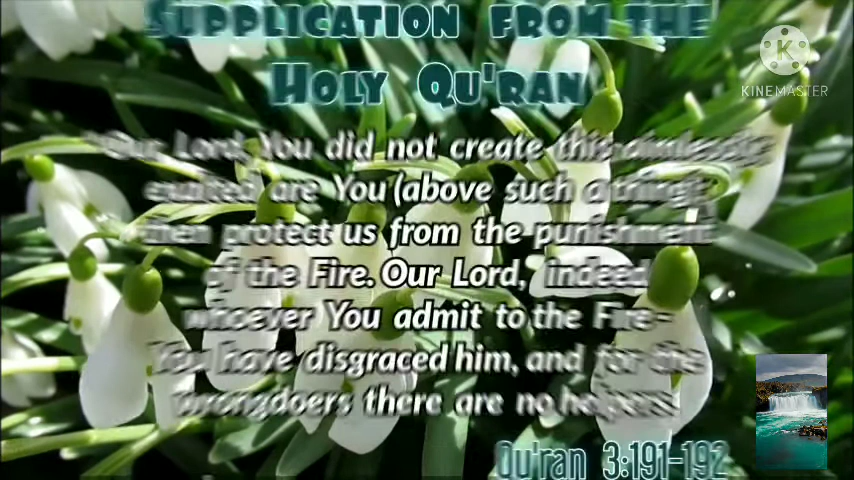 Supplication from the
Holy Qu'ran
KINEMASTER
"Our Lord, You did not create this aimlessly;
exalted are You (above such a thing);
then protect us from the punishment
of the Fire. Our Lord, indeed
whoever You admit to the Fire-
You have disgraced him, and for the
wrongdoers there are no helpers.
Qu'ran 3:191-192